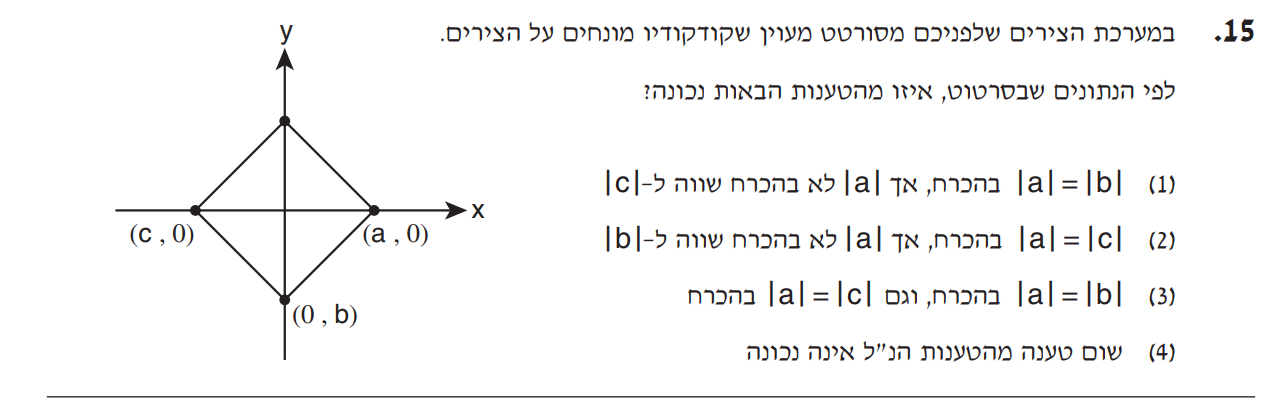 15. במערכת הצירים שלפניכם מסורטט מעוין שקודקודיו מונחים על הצירים.
לפי הנתונים שבסרטוט, איזו מהטענות הבאות נכונה?
(1) |a| = |b| בהכרח, אך |a| לא בהכרח שווה ל-|c|
(2) |a| = |c| בהכרח, אך |a| לא בהכרח שווה ל-|b|
(3) |a| = |b| בהכרח, וגם |a| = |c| בהכרח
(4) שום טענה מהטענות הנ"ל אינה נכונה
y
x
(c , 0)
(a , 0)
(0 , b)